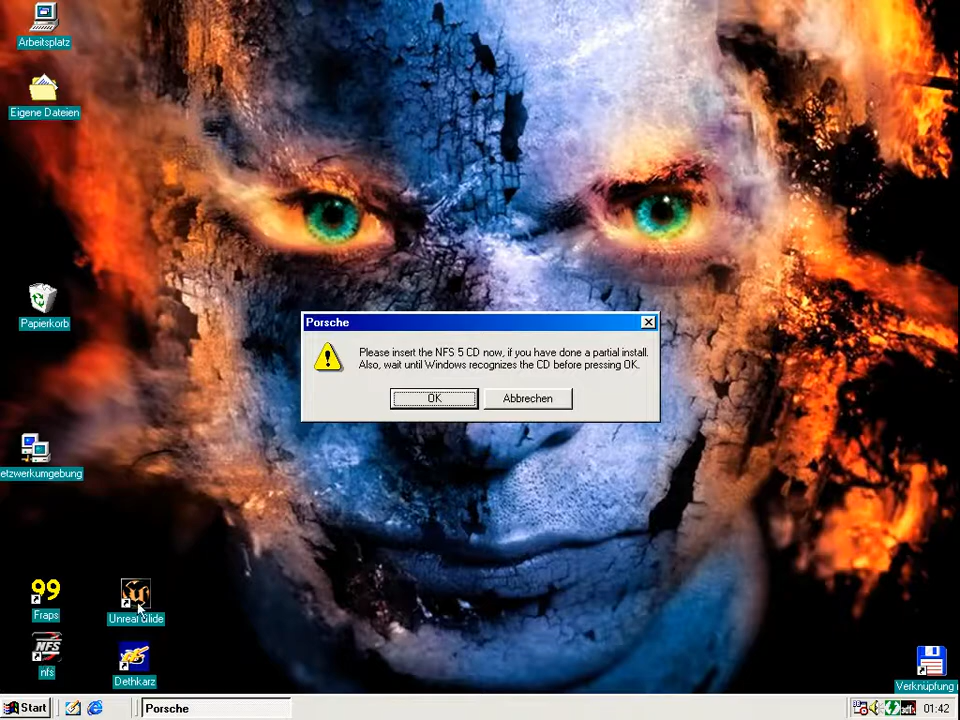 Arbeitsplatz
Eigene Dateien
Papierkorb
Porsche
Please insert the NFS 5 CD now, if you have done a partial install.
Also, wait until Windows recognizes the CD before pressing OK.
OK
Abbrechen
etzwerkumgebung
99
Fraps
Unreal Glide
NFS
nfs
Dethkarz
Verknüpfung
Start
Porsche
01:42